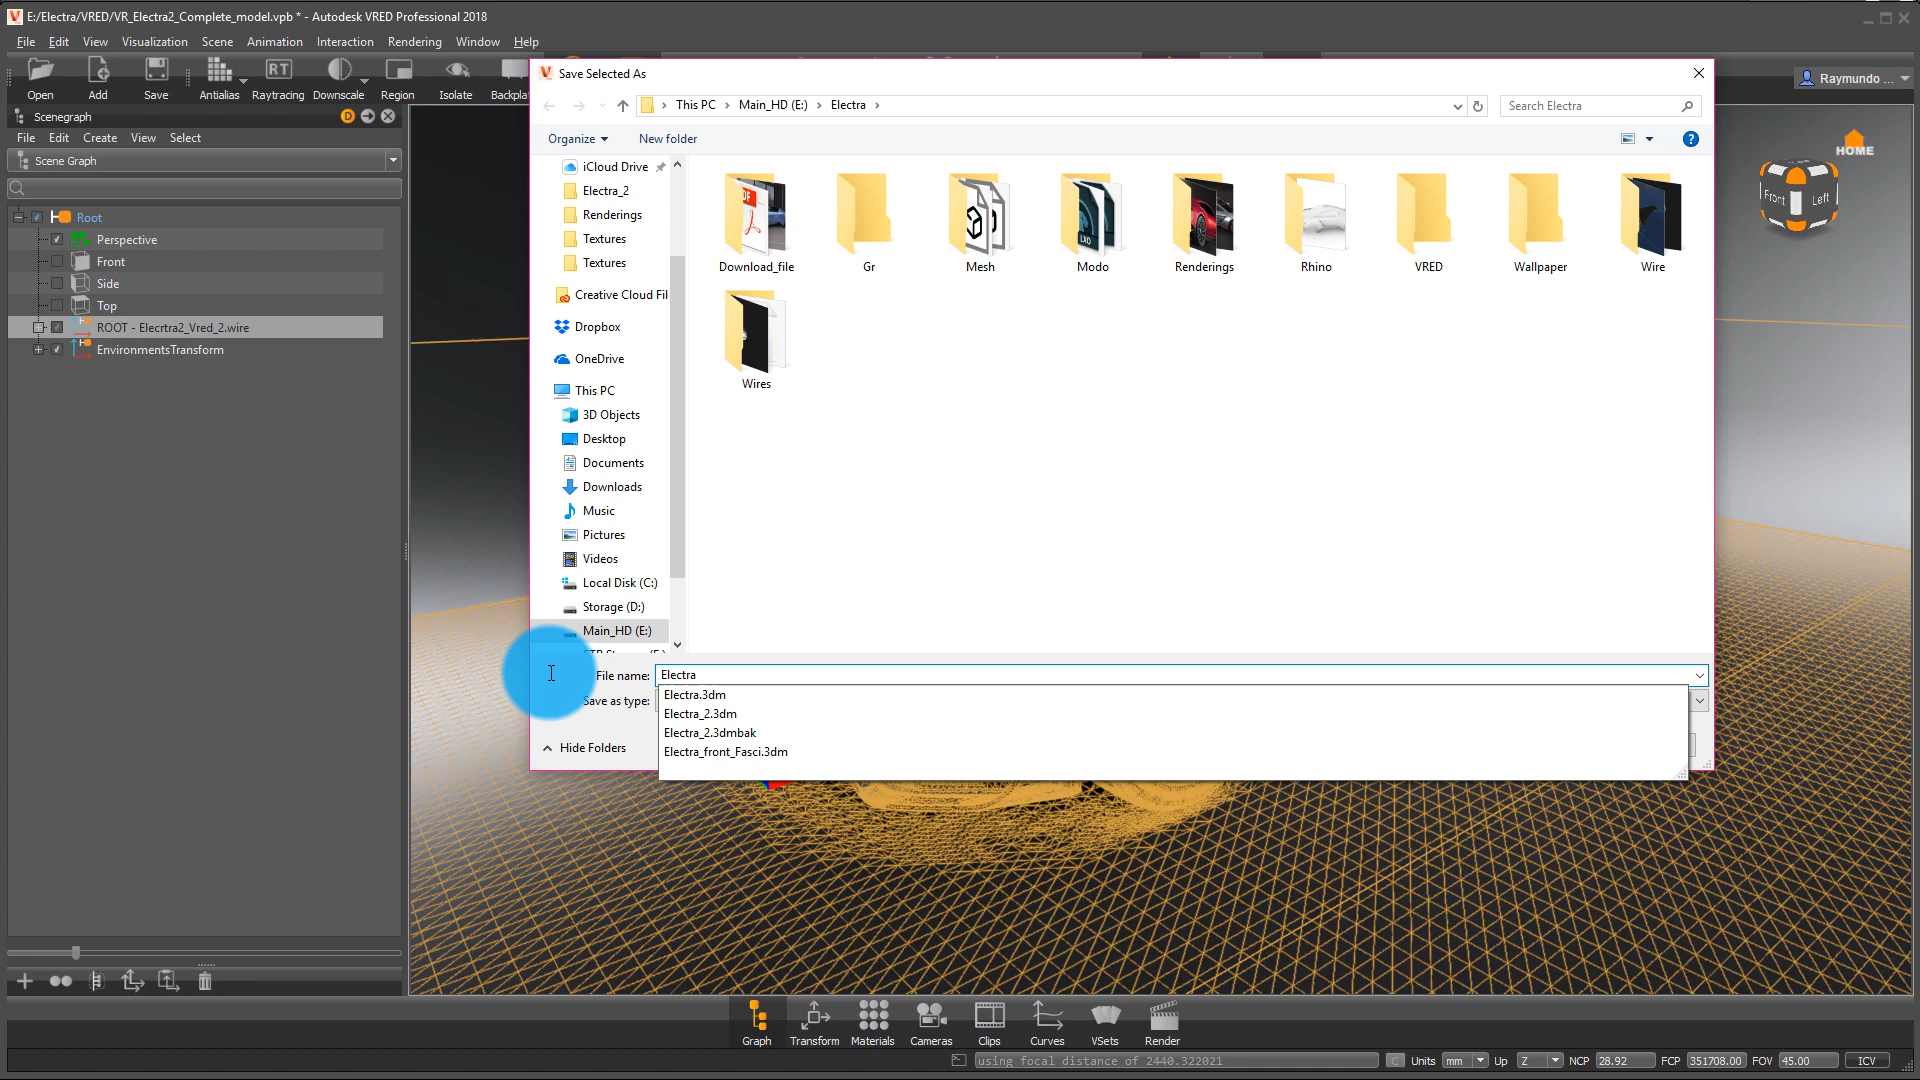 E:/Electra/VRED/VR_Electra2_Complete_model.vpb * - Autodesk VRED Professional 2018
File Edit View Visualization Scene Animation Interaction Rendering Window Help
Open Add Save Antialias Raytracing Downscale Region Isolate
Raymundo ...
Scenegraph
File Edit Create View Select
Scene Graph
Root
Perspective
Front
Side
Top
ROOT - Elecrtra2_Vred_2.wire
EnvironmentsTransform
Save Selected As
This PC > Main_HD (E:) > Electra >
Search Electra
Organize New folder
iCloud Drive
Electra_2
Renderings
Textures
Textures
Creative Cloud Fil
Dropbox
OneDrive
This PC
3D Objects
Desktop
Documents
Downloads
Music
Pictures
Videos
Local Disk (C:)
Storage (D:)
Main_HD (E:)
Download_file Gr Mesh Modo Renderings Rhino VRED Wallpaper Wire
Wires
File name: Electra
Save as type:
Electra.3dm
Electra_2.3dm
Electra_2.3dmbak
Electra_front_Fasci.3dm
Hide Folders
HOME
Front Left
Graph Transform Materials Cameras Clips Curves VSets Render
using focal distance of 2440.322021
C Units mm Up Z NCP 28.92 FCP 351708.00 FOV 45.00 ICV